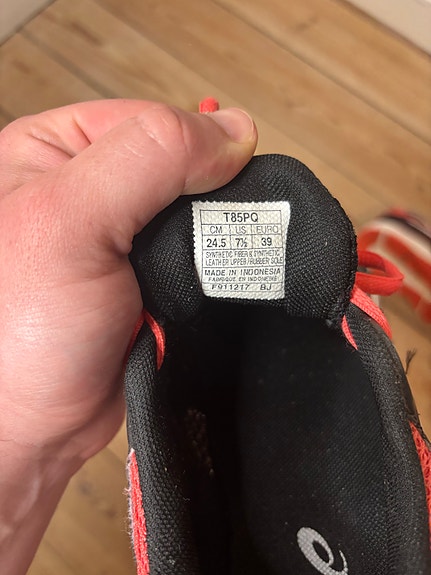 T85PQ
CM US EURO
24.5 7½ 39
SYNTHETIC FIBER & SYNTHETIC
LEATHER UPPER/RUBBER SOLE
MADE IN INDONESIA
FABRIQUE EN INDONESIE
F911217 BJ